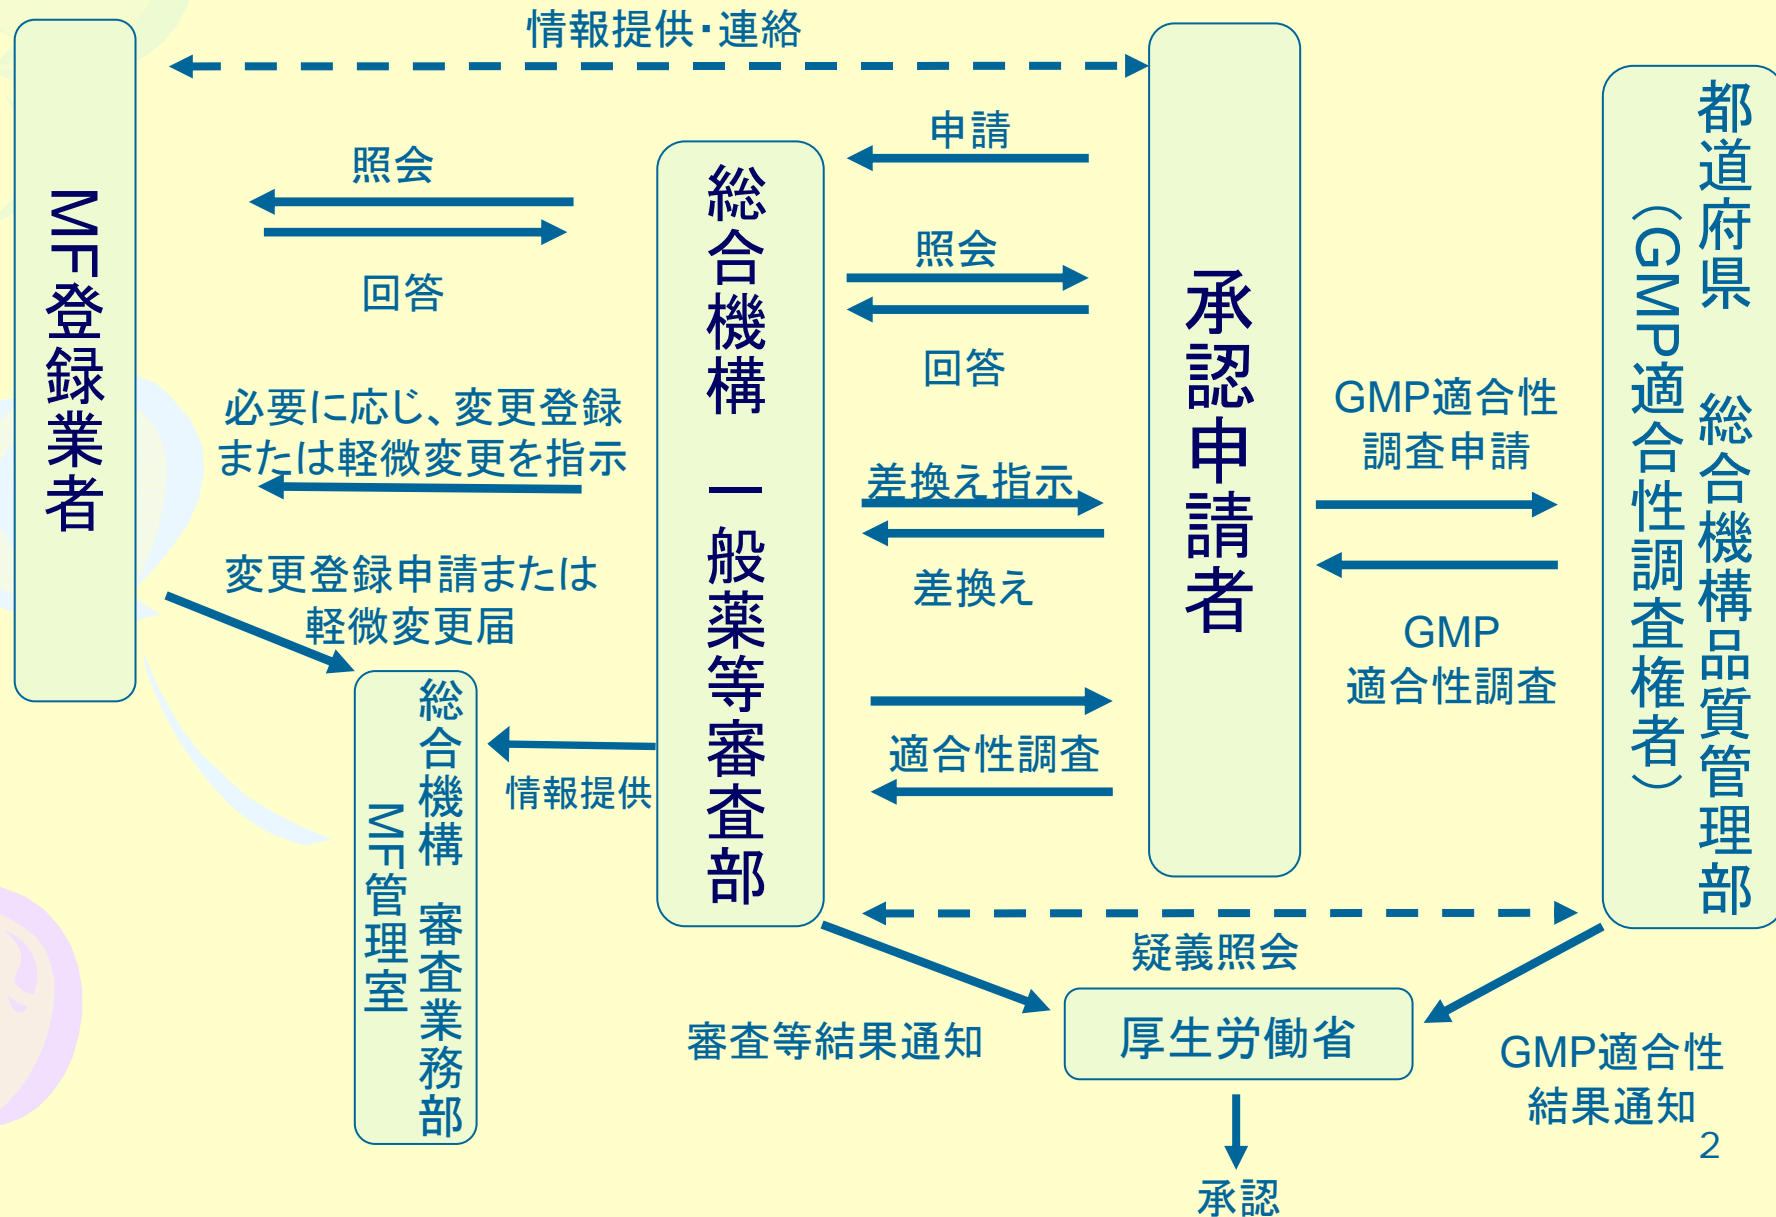 情報提供・連絡
MF登録業者
照会
回答
必要に応じ、変更登録
または軽微変更を指示
変更登録申請または
軽微変更届
総合機構 審査業務部
MF管理室
情報提供
総合機構 一般薬等審査部
申請
照会
回答
差換え指示
差換え
適合性調査
承認申請者
GMP適合性
調査申請
GMP
適合性調査
都道府県 総合機構品質管理部
（GMP適合性調査権者）
疑義照会
審査等結果通知
厚生労働省
GMP適合性
結果通知
承認
2